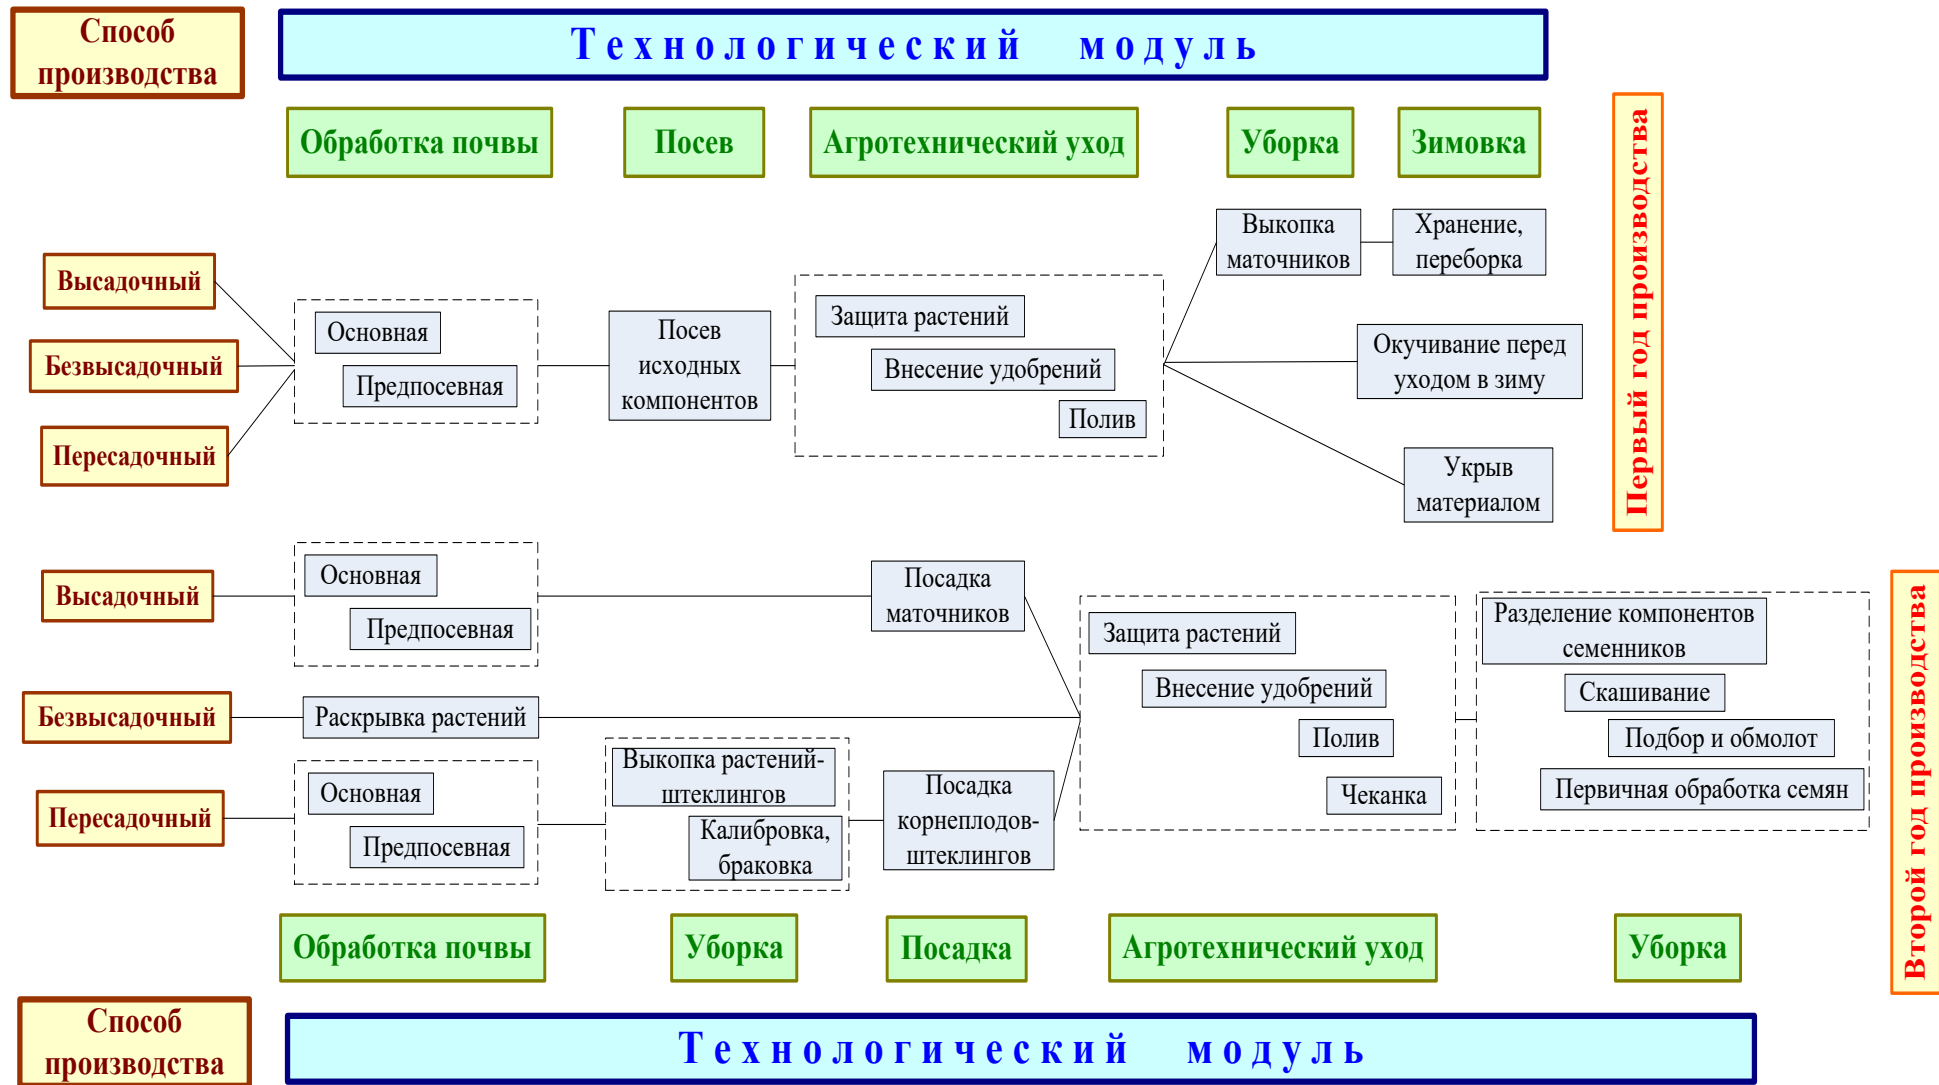 Способ
производства
Технологический модуль
Обработка почвы
Посев
Агротехнический уход
Уборка
Зимовка
Первый год производства
Высадочный
Безвысадочный
Пересадочный
Основная
Предпосевная
Посев
исходных
компонентов
Защита растений
Внесение удобрений
Полив
Выкопка
маточников
Хранение,
переборка
Окучивание перед
уходом в зиму
Укрыв
материалом
Высадочный
Основная
Предпосевная
Посадка
маточников
Безвысадочный
Раскрывка растений
Пересадочный
Основная
Предпосевная
Выкопка растений-
штеклингов
Калибровка,
браковка
Посадка
корнеплодов-
штеклингов
Защита растений
Внесение удобрений
Полив
Чеканка
Разделение компонентов
семенников
Скашивание
Подбор и обмолот
Первичная обработка семян
Второй год производства
Обработка почвы
Уборка
Посадка
Агротехнический уход
Уборка
Способ
производства
Технологический модуль